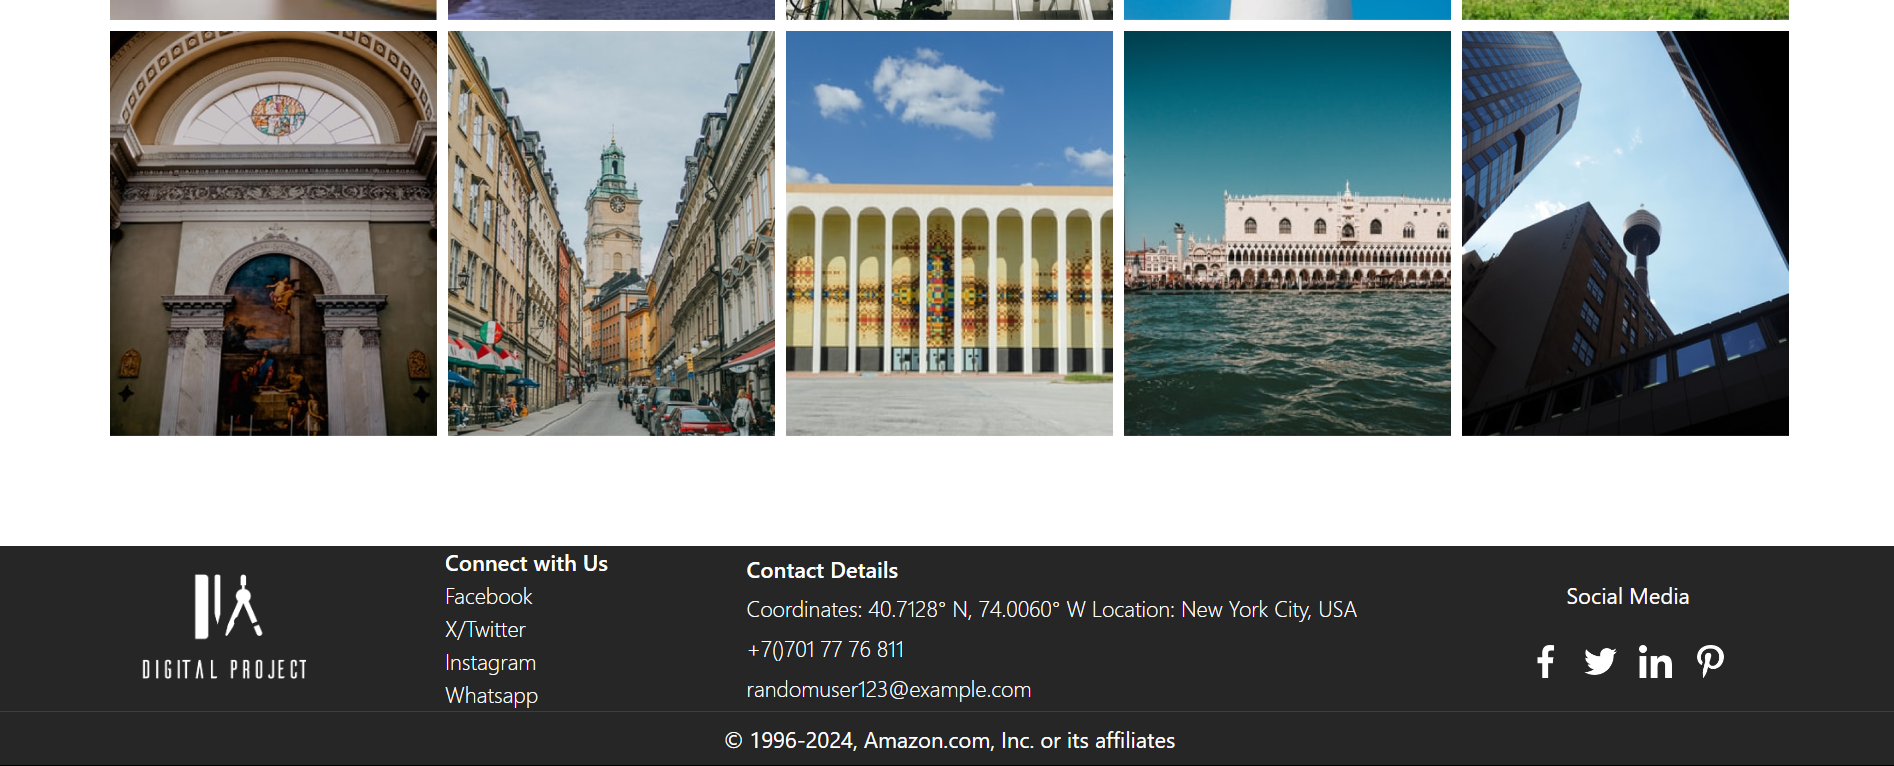 DIGITAL PROJECT
Connect with Us
Facebook
X/Twitter
Instagram
Whatsapp
Contact Details
Coordinates: 40.7128° N, 74.0060° W Location: New York City, USA
+7()701 77 76 811
randomuser123@example.com
Social Media
© 1996-2024, Amazon.com, Inc. or its affiliates